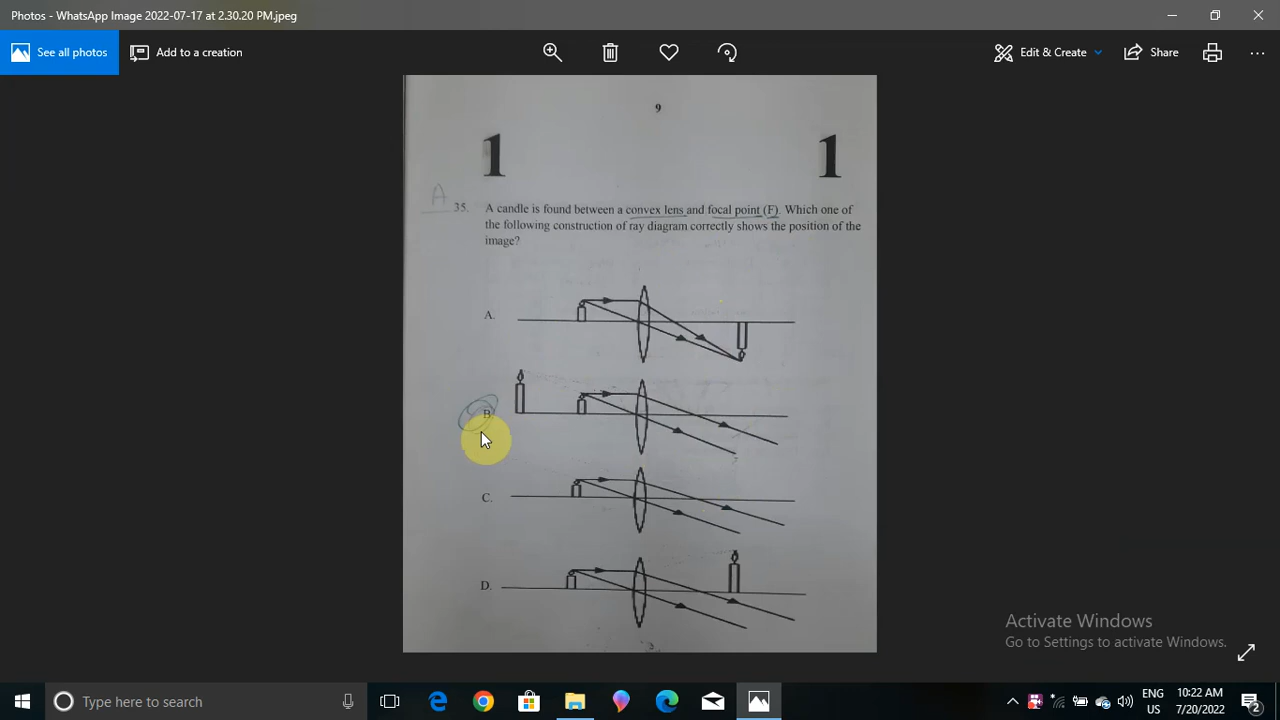 Photos - WhatsApp Image 2022-07-17 at 2.30.20 PM.jpeg
See all photos
Add to a creation
Edit & Create
Share
9
1 1
A
35. A candle is found between a convex lens and focal point (F). Which one of
the following construction of ray diagram correctly shows the position of the
image?
A.
B.
C.
D.
Activate Windows
Go to Settings to activate Windows.
Type here to search
ENG
US
10:22 AM
7/20/2022
2